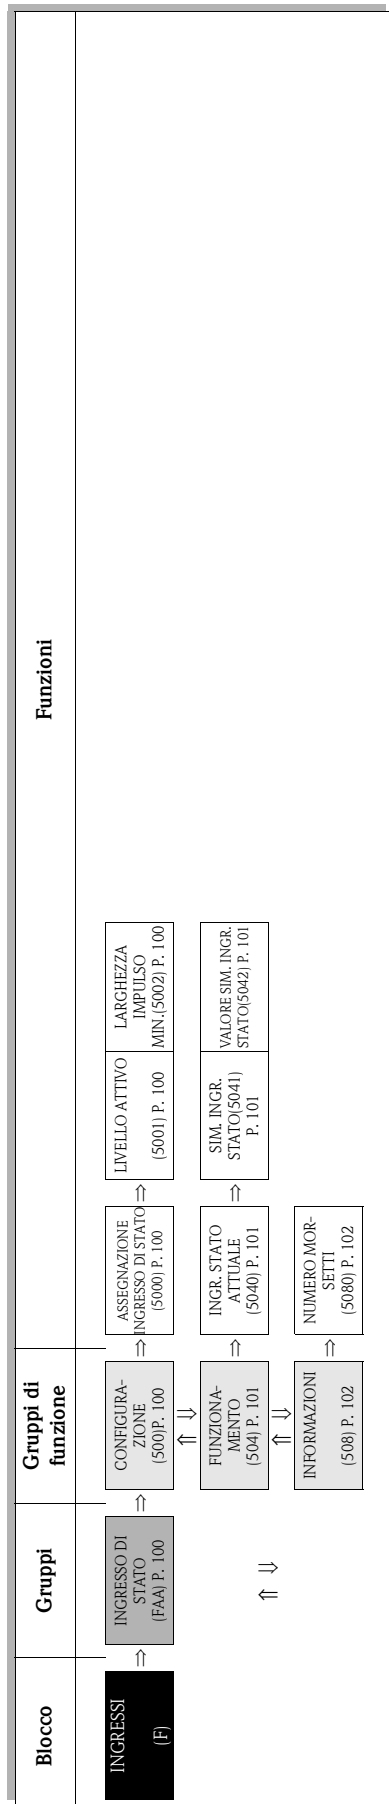 Blocco
Gruppi
Gruppi di
funzione
Funzioni
INGRESSI
(F)
⇒
INGRESSO DI
STATO
(FAA) P. 100
⇒
CONFIGURA-
ZIONE
(500)P. 100
⇒
ASSEGNAZIONE
INGRESSO DI STATO
(5000) P. 100
⇒
LIVELLO ATTIVO
(5001) P. 100
LARGHEZZA
IMPULSO
MIN.(5002) P. 100
⇑ ⇓
FUNZIONA-
MENTO
(504) P. 101
⇒
INGR. STATO
ATTUALE
(5040) P. 101
⇒
SIM. INGR.
STATO(5041)
P. 101
VALORE SIM. INGR.
STATO(5042) P. 101
⇑ ⇓
⇑ ⇓
INFORMAZIONI
(508) P. 102
⇒
NUMERO MOR-
SETTI
(5080) P. 102